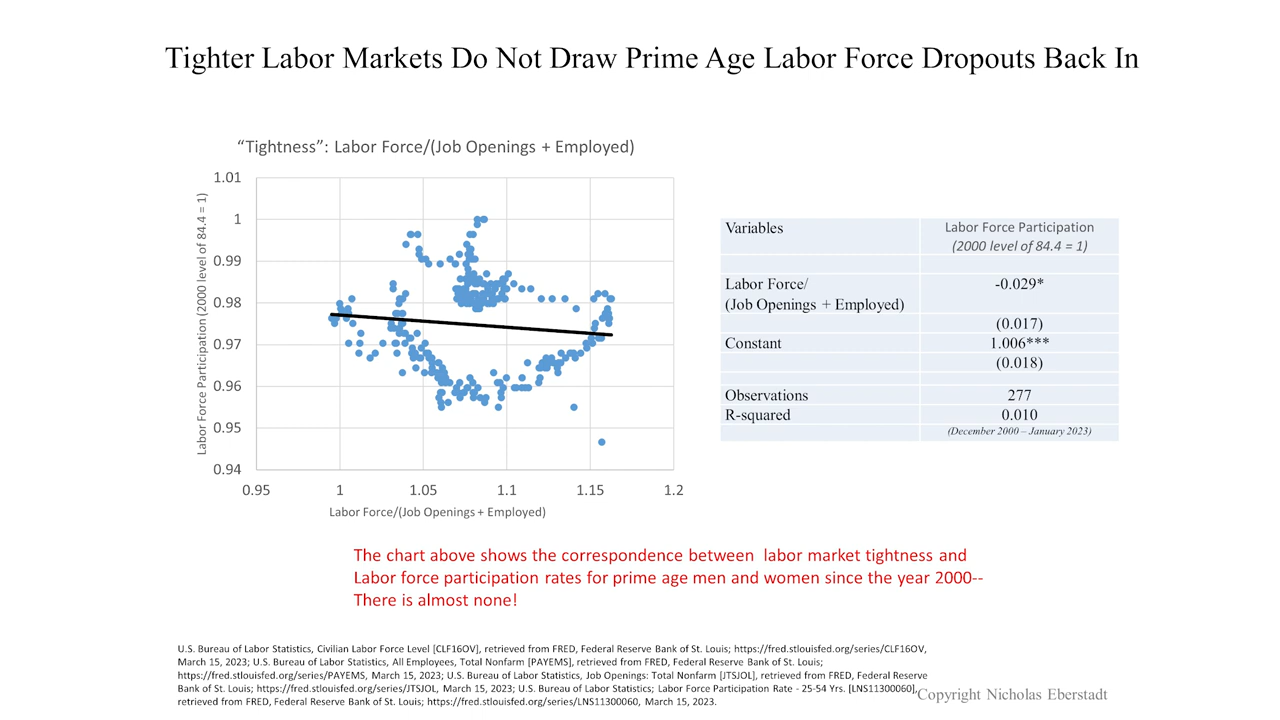 Tighter Labor Markets Do Not Draw Prime Age Labor Force Dropouts Back In
“Tightness”: Labor Force/(Job Openings + Employed)
Labor Force Participation (2000 level of 84.4 = 1)
1.01
1
0.99
0.98
0.97
0.96
0.95
0.94
0.95 1 1.05 1.1 1.15 1.2
Labor Force/(Job Openings + Employed)
Variables Labor Force Participation
(2000 level of 84.4 = 1)
Labor Force/ -0.029*
(Job Openings + Employed)
(0.017)
Constant 1.006***
(0.018)
Observations 277
R-squared 0.010
(December 2000 – January 2023)
The chart above shows the correspondence between labor market tightness and
Labor force participation rates for prime age men and women since the year 2000--
There is almost none!
U.S. Bureau of Labor Statistics, Civilian Labor Force Level [CLF16OV], retrieved from FRED, Federal Reserve Bank of St. Louis; https://fred.stlouisfed.org/series/CLF16OV,
March 15, 2023; U.S. Bureau of Labor Statistics, All Employees, Total Nonfarm [PAYEMS], retrieved from FRED, Federal Reserve Bank of St. Louis;
https://fred.stlouisfed.org/series/PAYEMS, March 15, 2023; U.S. Bureau of Labor Statistics, Job Openings: Total Nonfarm [JTSJOL], retrieved from FRED, Federal Reserve
Bank of St. Louis; https://fred.stlouisfed.org/series/JTSJOL, March 15, 2023; U.S. Bureau of Labor Statistics; Labor Force Participation Rate - 25-54 Yrs. [LNS11300060],
retrieved from FRED, Federal Reserve Bank of St. Louis; https://fred.stlouisfed.org/series/LNS11300060, March 15, 2023.
Copyright Nicholas Eberstadt